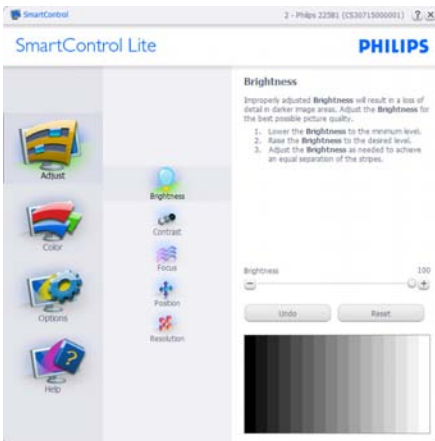 SmartControl
2 - Philips 225B1 (CS30715000001)
SmartControl Lite
PHILIPS
Adjust
Color
Options
Help
Brightness
Contrast
Focus
Position
Resolution
Brightness
Improperly adjusted Brightness will result in a loss of
detail in darker image areas. Adjust the Brightness for
the best possible picture quality.
1. Lower the Brightness to the minimum level.
2. Raise the Brightness to the desired level.
3. Adjust the Brightness as needed to achieve
an equal separation of the stripes.
Brightness 100
Undo
Reset